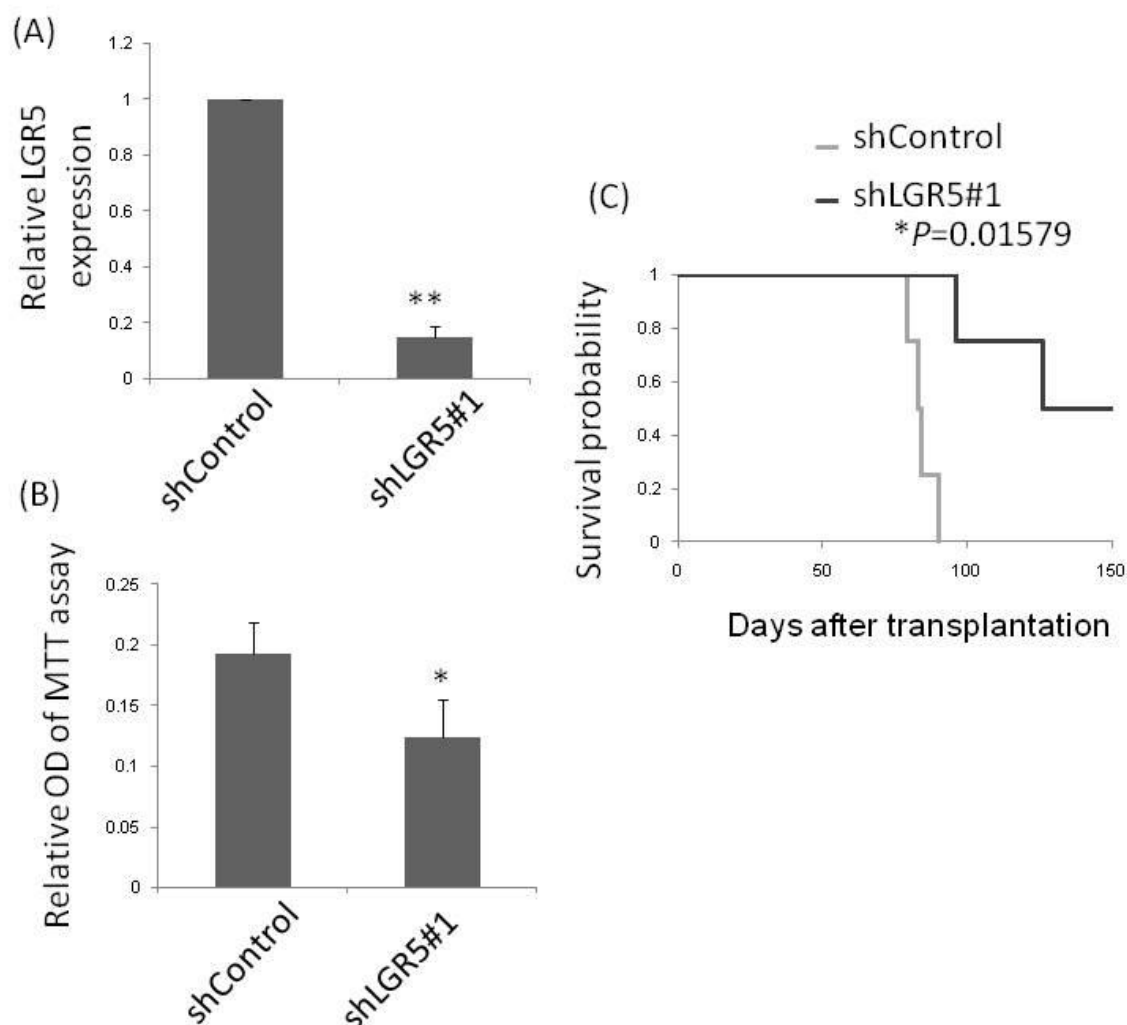 (A)
Relative LGR5
expression
1.2
1
0.8
0.6
0.4
0.2
0
**
shControl
shLGR5#1
(B)
Relative OD of MTT assay
0.25
0.2
0.15
0.1
0.05
0
*
shControl
shLGR5#1
(C)
shControl
shLGR5#1
*P=0.01579
Survival probability
1
0.8
0.6
0.4
0.2
0
0
50
100
150
Days after transplantation